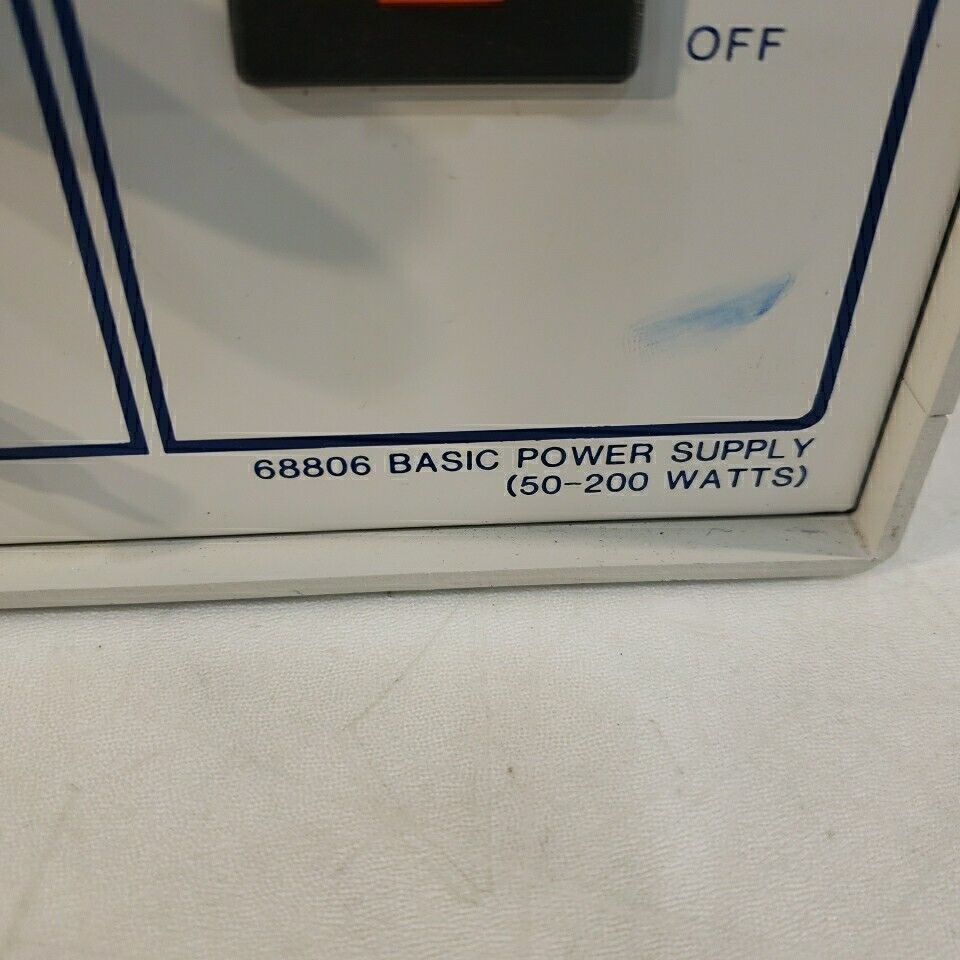 OFF
68806 BASIC POWER SUPPLY
(50-200 WATTS)